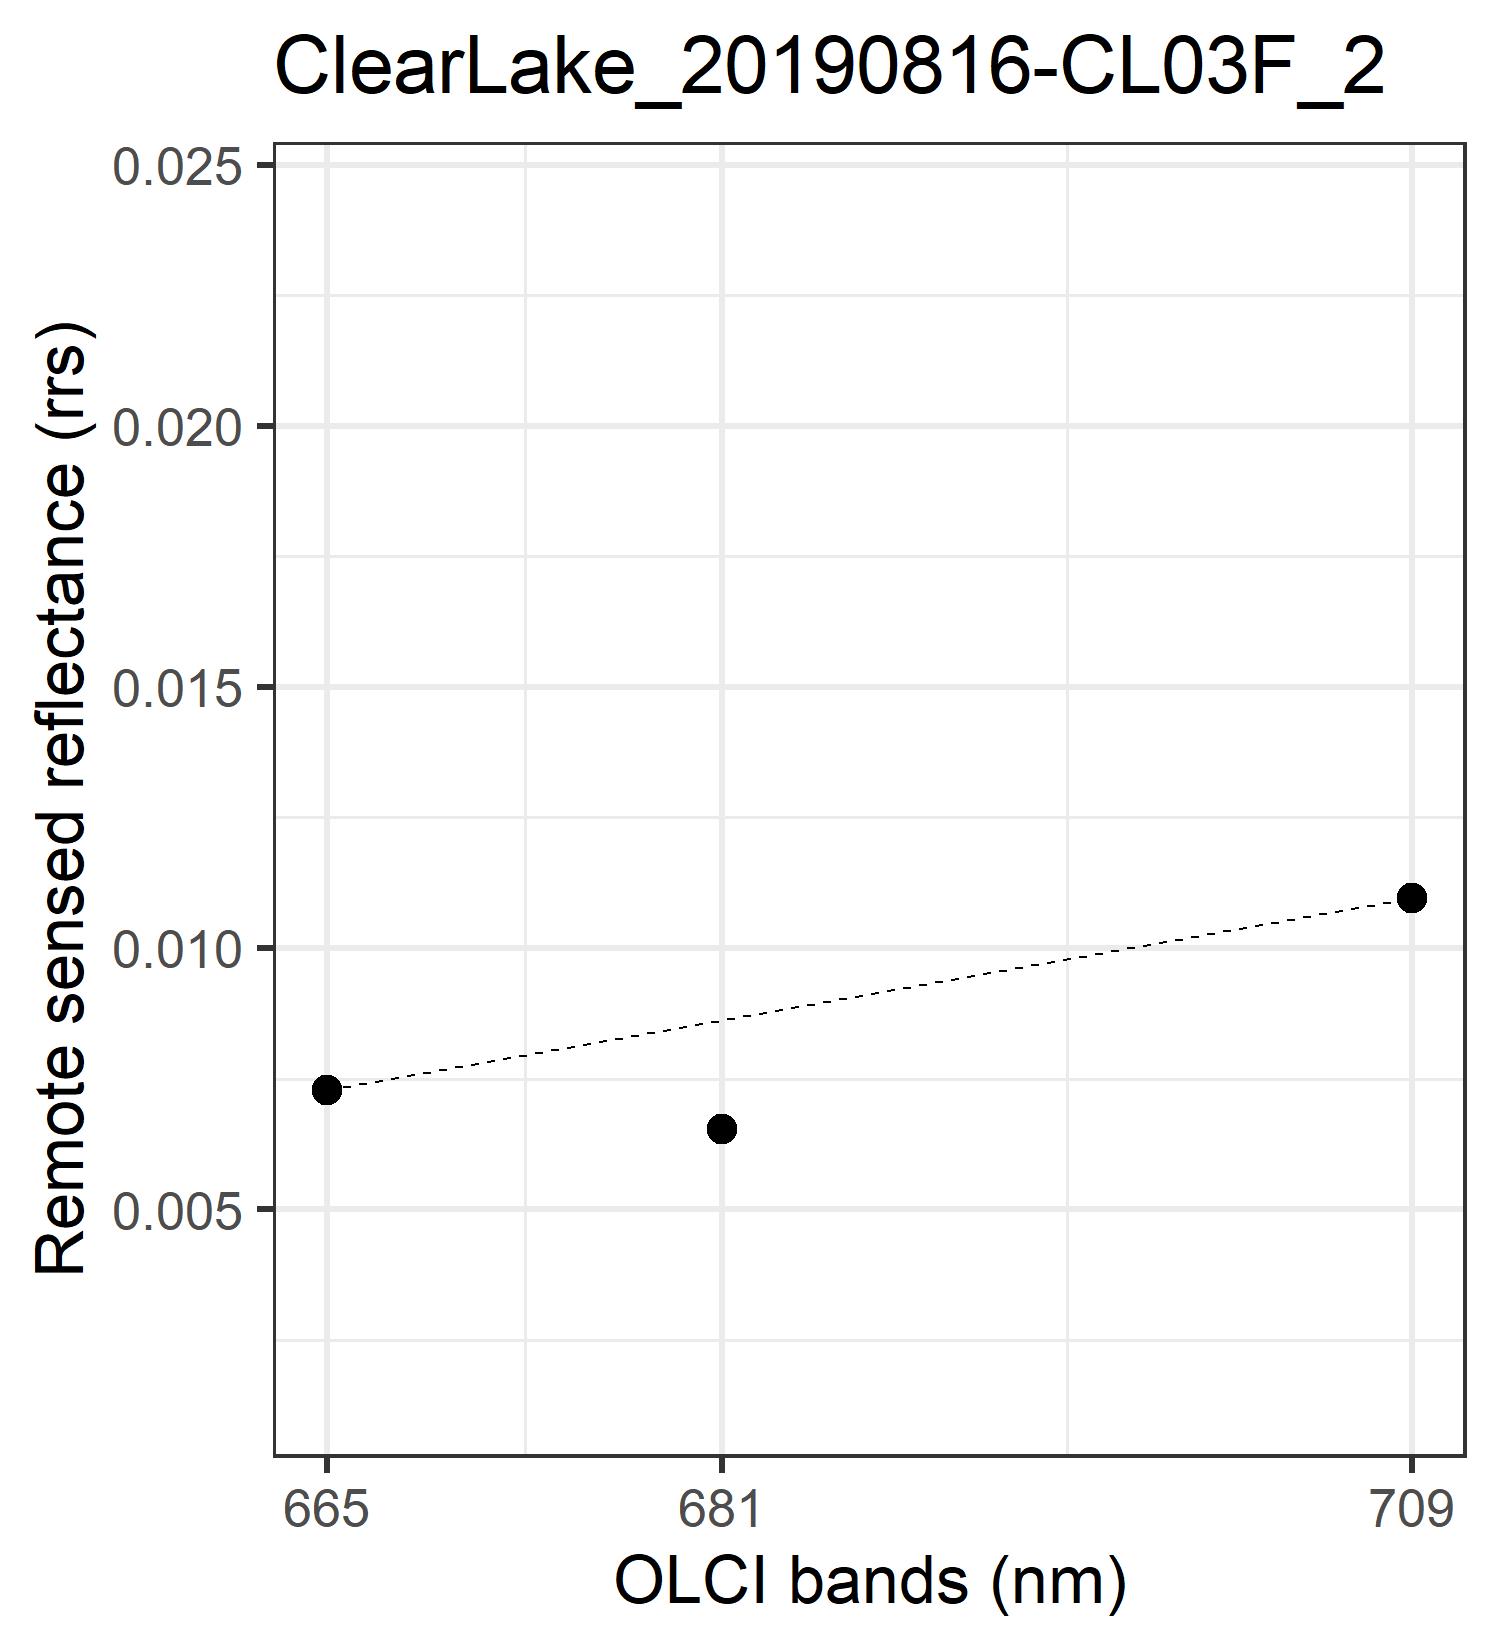 ClearLake_20190816-CL03F_2
Remote sensed reflectance (rrs)
0.025
0.020
0.015
0.010
0.005
665 681 709
OLCI bands (nm)